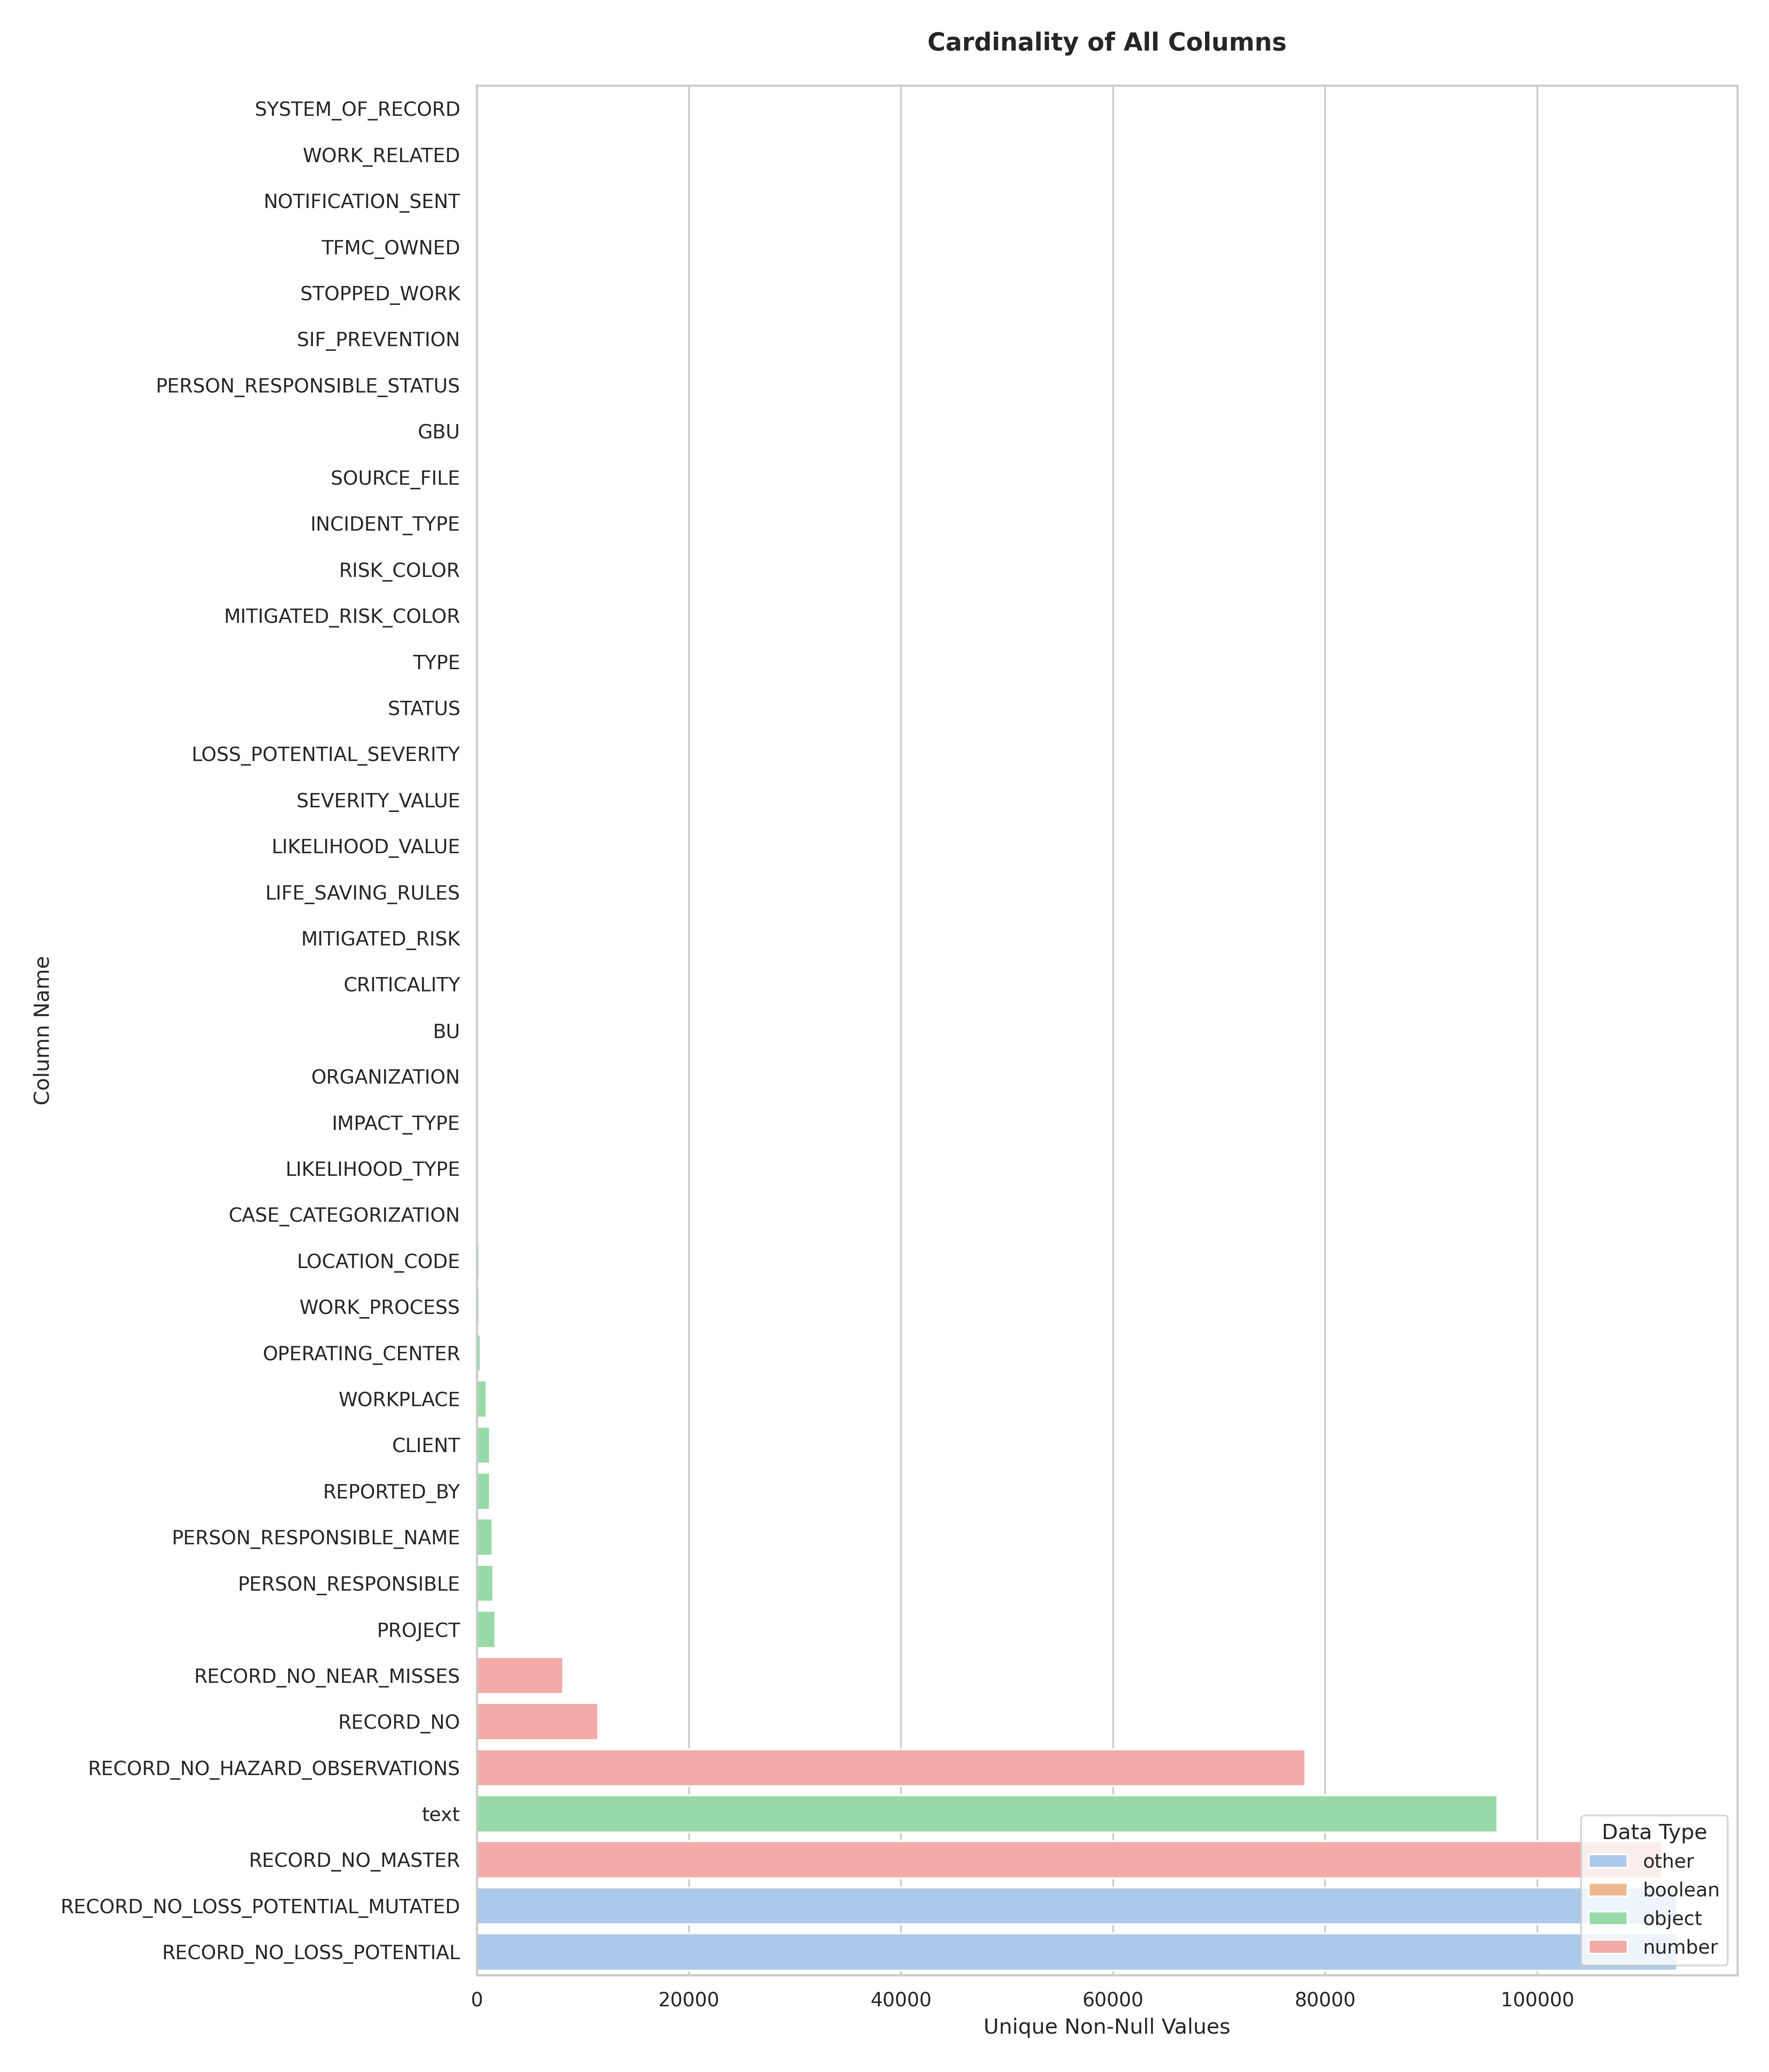 Cardinality of All Columns
Column Name
SYSTEM_OF_RECORD
WORK_RELATED
NOTIFICATION_SENT
TFMC_OWNED
STOPPED_WORK
SIF_PREVENTION
PERSON_RESPONSIBLE_STATUS
GBU
SOURCE_FILE
INCIDENT_TYPE
RISK_COLOR
MITIGATED_RISK_COLOR
TYPE
STATUS
LOSS_POTENTIAL_SEVERITY
SEVERITY_VALUE
LIKELIHOOD_VALUE
LIFE_SAVING_RULES
MITIGATED_RISK
CRITICALITY
BU
ORGANIZATION
IMPACT_TYPE
LIKELIHOOD_TYPE
CASE_CATEGORIZATION
LOCATION_CODE
WORK_PROCESS
OPERATING_CENTER
WORKPLACE
CLIENT
REPORTED_BY
PERSON_RESPONSIBLE_NAME
PERSON_RESPONSIBLE
PROJECT
RECORD_NO_NEAR_MISSES
RECORD_NO
RECORD_NO_HAZARD_OBSERVATIONS
text
RECORD_NO_MASTER
RECORD_NO_LOSS_POTENTIAL_MUTATED
RECORD_NO_LOSS_POTENTIAL
Data Type
other
boolean
object
number
0 20000 40000 60000 80000 100000
Unique Non-Null Values